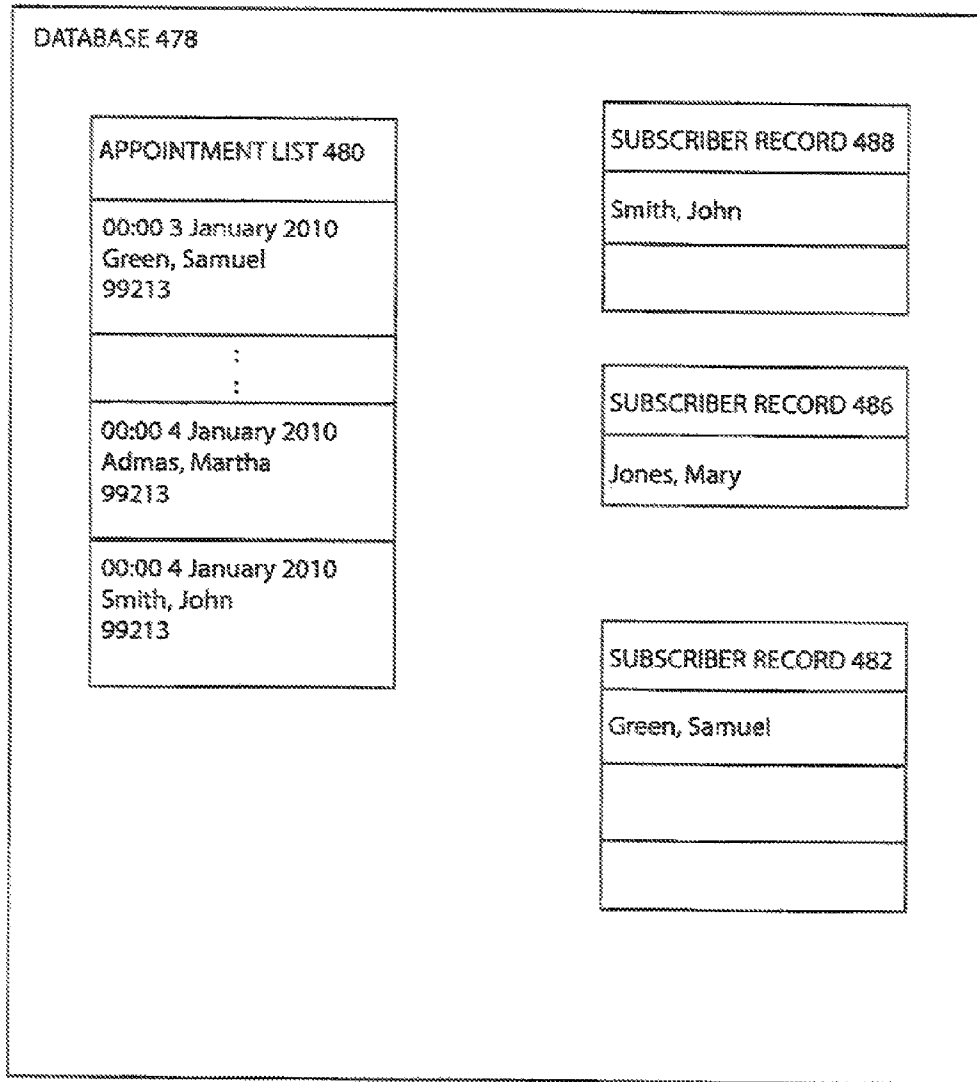 DATABASE 478
APPOINTMENT LIST 480
00:00 3 January 2010
Green, Samuel
99213
:
:
00:00 4 January 2010
Admas, Martha
99213
00:00 4 January 2010
Smith, John
99213
SUBSCRIBER RECORD 488
Smith, John
SUBSCRIBER RECORD 486
Jones, Mary
SUBSCRIBER RECORD 482
Green, Samuel